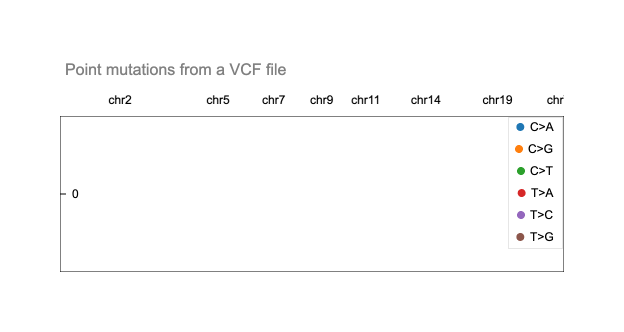 Point mutations from a VCF file
chr2 chr5 chr7 chr9 chr11 chr14 chr19 chr
C>A
C>G
C>T
0
T>A
T>C
T>G